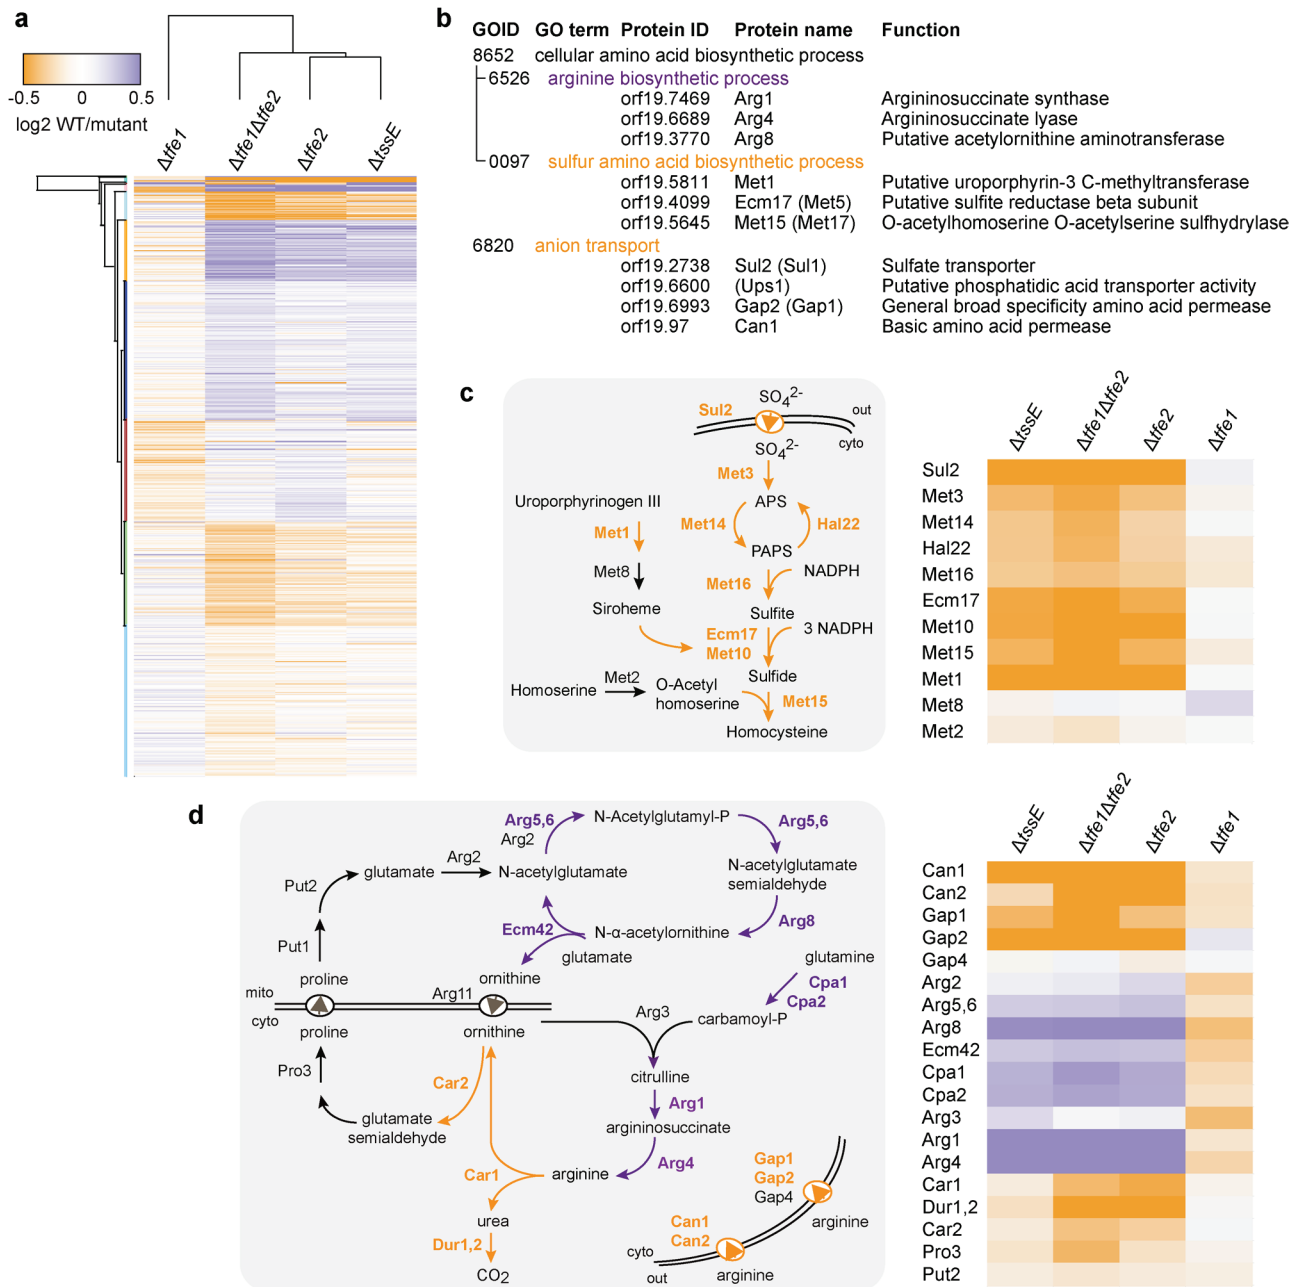 a
-0.5 0 0.5
log2 WT/mutant
Δtfe1
Δtfe1Δtfe2
Δtfe2
ΔtssE
b
GOID GO term Protein ID Protein name Function
8652 cellular amino acid biosynthetic process
6526 arginine biosynthetic process
orf19.7469 Arg1 Argininosuccinate synthase
orf19.6689 Arg4 Argininosuccinate lyase
orf19.3770 Arg8 Putative acetylornithine aminotransferase
0097 sulfur amino acid biosynthetic process
orf19.5811 Met1 Putative uroporphyrin-3 C-methyltransferase
orf19.4099 Ecm17 (Met5) Putative sulfite reductase beta subunit
orf19.5645 Met15 (Met17) O-acetylhomoserine O-acetylserine sulfhydrylase
6820 anion transport
orf19.2738 Sul2 (Sul1) Sulfate transporter
orf19.6600 (Ups1) Putative phosphatidic acid transporter activity
orf19.6993 Gap2 (Gap1) General broad specificity amino acid permease
orf19.97 Can1 Basic amino acid permease
c
SO₄²⁻
Sul2
out
cyto
SO₄²⁻
Met3
Uroporphyrinogen III
APS
Met1
Met14
Hal22
PAPS
Met8
Met16
NADPH
Siroheme
Sulfite
Ecm17
Met10
3 NADPH
Sulfide
Homoserine
Met2
O-Acetyl
homoserine
Met15
Homocysteine
ΔtssE
Δtfe1Δtfe2
Δtfe2
Δtfe1
Sul2
Met3
Met14
Hal22
Met16
Ecm17
Met10
Met15
Met1
Met8
Met2
d
Arg5,6
Arg2
N-Acetylglutamyl-P
Arg5,6
Put2
glutamate
Arg2
N-acetylglutamate
N-acetylglutamate
semialdehyde
Put1
Ecm42
N-α-acetylornithine
Arg8
glutamate
glutamine
proline
ornithine
Cpa1
Cpa2
mito
cyto
Arg11
proline
ornithine
Arg3
carbamoyl-P
Pro3
Car2
citrulline
Arg1
glutamate
semialdehyde
argininosuccinate
Arg4
Car1
arginine
Gap1
Gap2
Gap4
urea
Can1
Can2
arginine
Dur1,2
cyto
out
CO2
arginine
ΔtssE
Δtfe1Δtfe2
Δtfe2
Δtfe1
Can1
Can2
Gap1
Gap2
Gap4
Arg2
Arg5,6
Arg8
Ecm42
Cpa1
Cpa2
Arg3
Arg1
Arg4
Car1
Dur1,2
Car2
Pro3
Put2